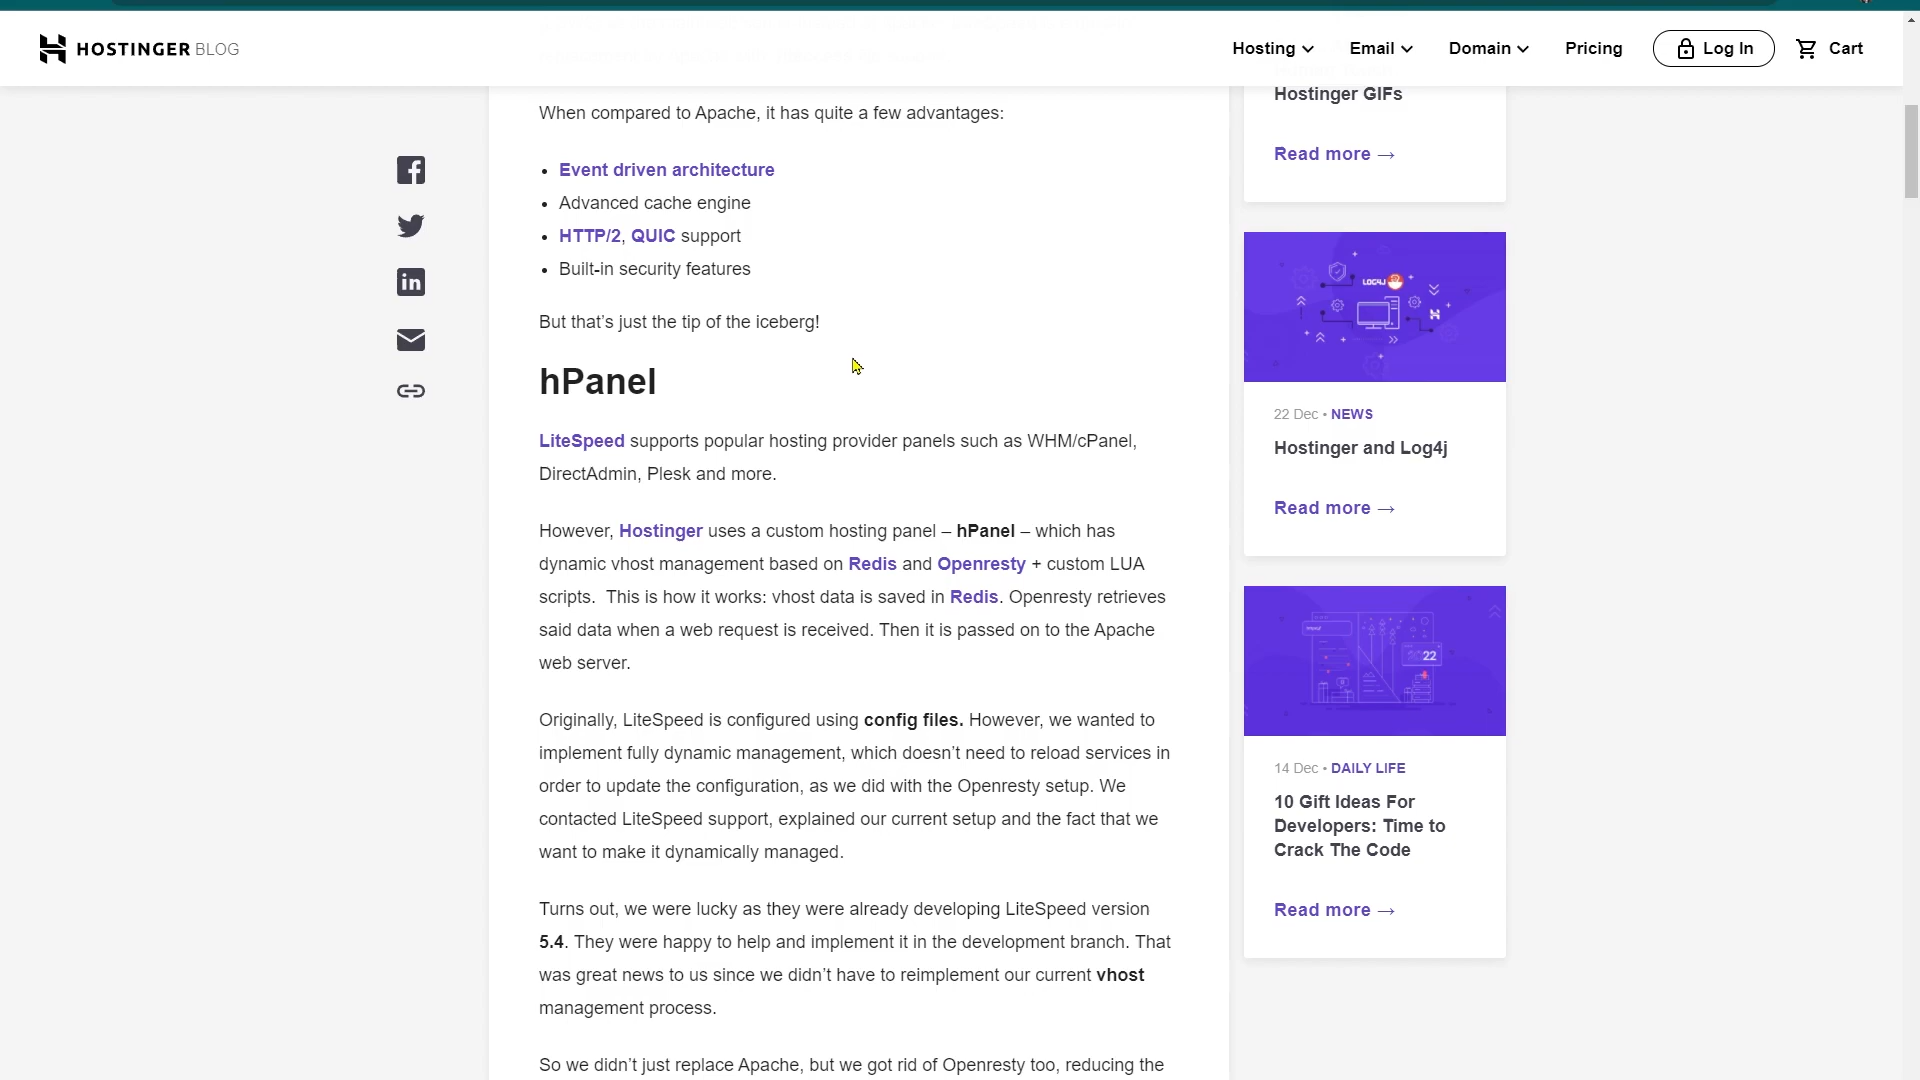 HOSTINGER BLOG
Hosting
Email
Domain
Pricing
Log In
Cart
When compared to Apache, it has quite a few advantages:
• Event driven architecture
• Advanced cache engine
• HTTP/2, QUIC support
• Built-in security features
But that’s just the tip of the iceberg!
hPanel
LiteSpeed supports popular hosting provider panels such as WHM/cPanel,
DirectAdmin, Plesk and more.
However, Hostinger uses a custom hosting panel – hPanel – which has
dynamic vhost management based on Redis and Openresty + custom LUA
scripts.  This is how it works: vhost data is saved in Redis. Openresty retrieves
said data when a web request is received. Then it is passed on to the Apache
web server.
Originally, LiteSpeed is configured using config files. However, we wanted to
implement fully dynamic management, which doesn’t need to reload services in
order to update the configuration, as we did with the Openresty setup. We
contacted LiteSpeed support, explained our current setup and the fact that we
want to make it dynamically managed.
Turns out, we were lucky as they were already developing LiteSpeed version
5.4. They were happy to help and implement it in the development branch. That
was great news to us since we didn’t have to reimplement our current vhost
management process.
So we didn’t just replace Apache, but we got rid of Openresty too, reducing the
Hostinger GIFs
Read more →
LOG4J
22 Dec • NEWS
Hostinger and Log4j
Read more →
22
14 Dec • DAILY LIFE
10 Gift Ideas For
Developers: Time to
Crack The Code
Read more →